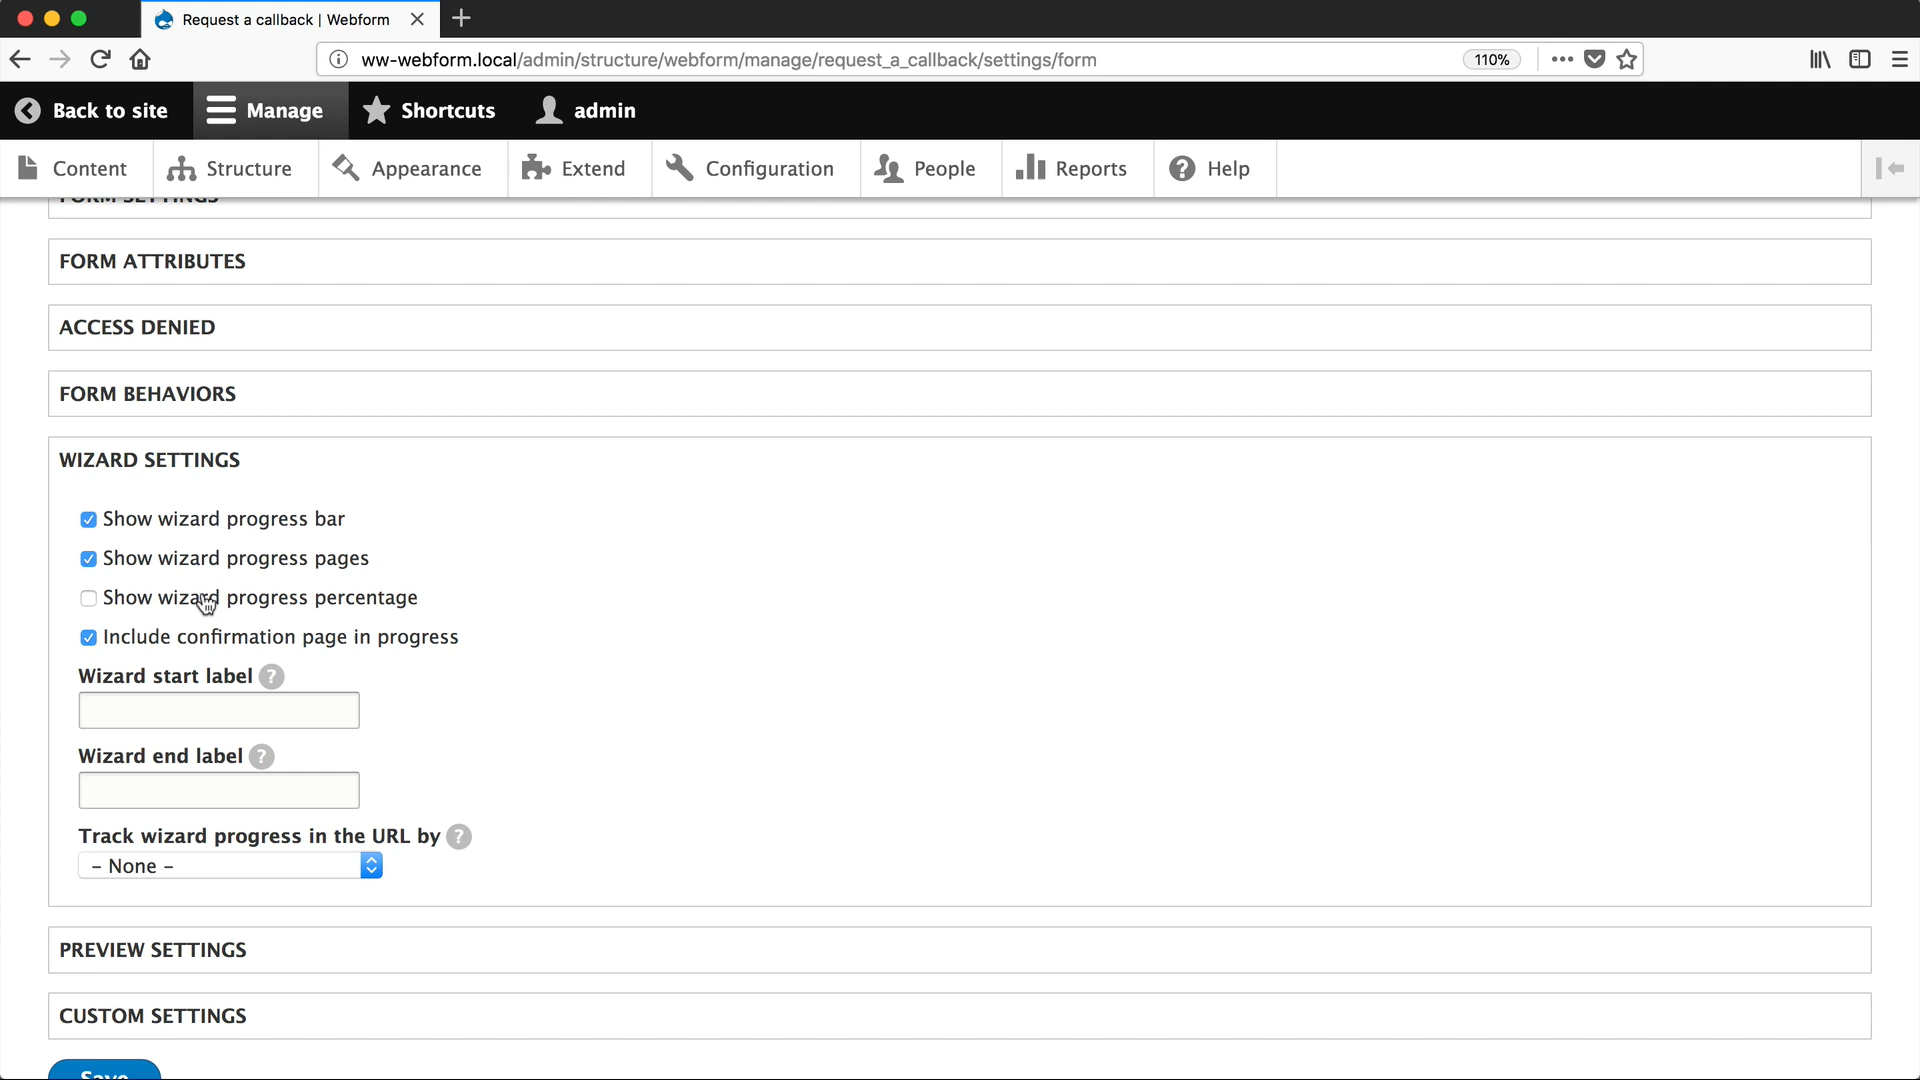 Request a callback | Webform
ww-webform.local/admin/structure/webform/manage/request_a_callback/settings/form
110%
Back to site
Manage
Shortcuts
admin
Content
Structure
Appearance
Extend
Configuration
People
Reports
Help
FORM SETTINGS
FORM ATTRIBUTES
ACCESS DENIED
FORM BEHAVIORS
WIZARD SETTINGS
Show wizard progress bar
Show wizard progress pages
Show wizard progress percentage
Include confirmation page in progress
Wizard start label ?
Wizard end label ?
Track wizard progress in the URL by ?
– None –
PREVIEW SETTINGS
CUSTOM SETTINGS
Save